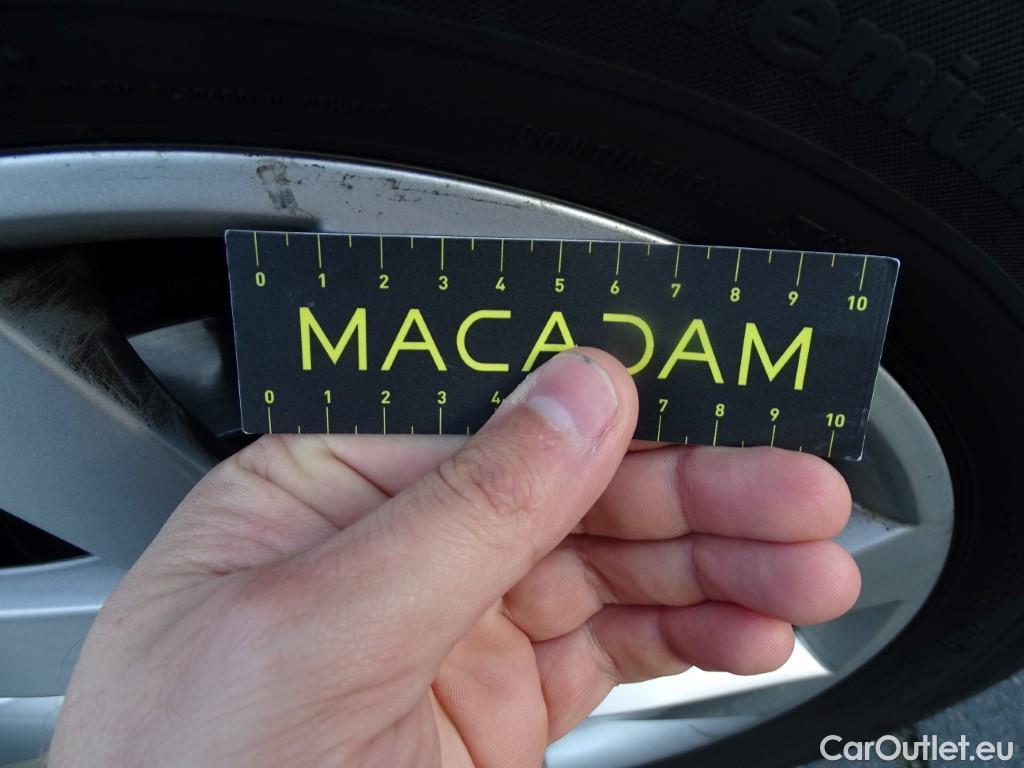 emium
CONTINENTAL
0 1 2 3 4 5 6 7 8 9 10
MACADAM
0 1 2 3 4 7 8 9 10
CarOutlet.eu